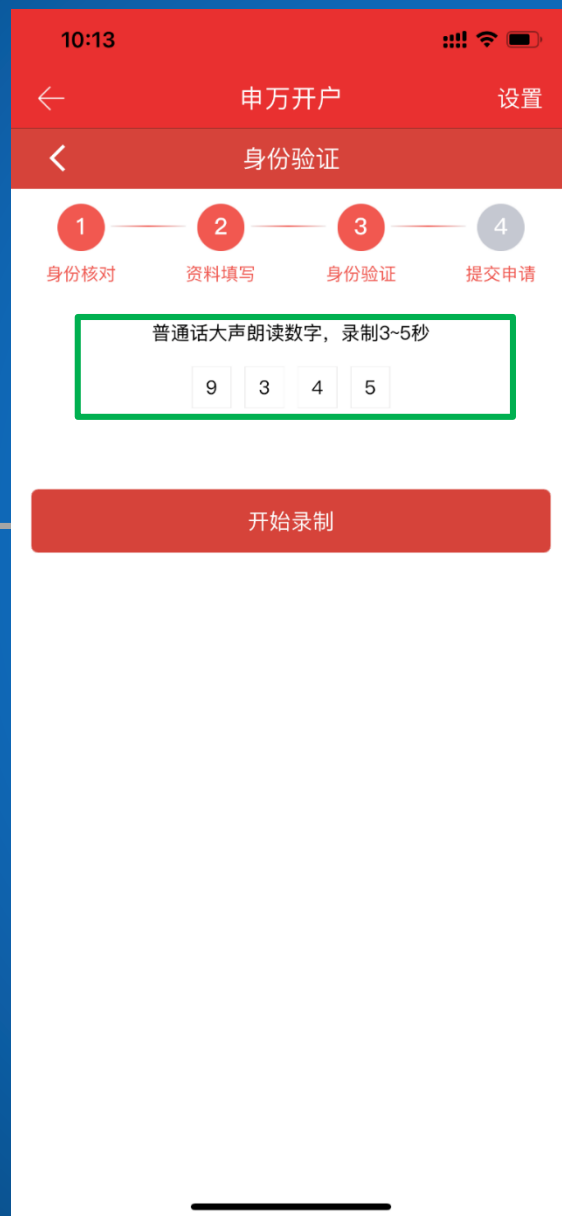 10:13
申万开户 设置
身份验证
1 2 3 4
身份核对 资料填写 身份验证 提交申请
普通话大声朗读数字，录制3~5秒
9 3 4 5
开始录制